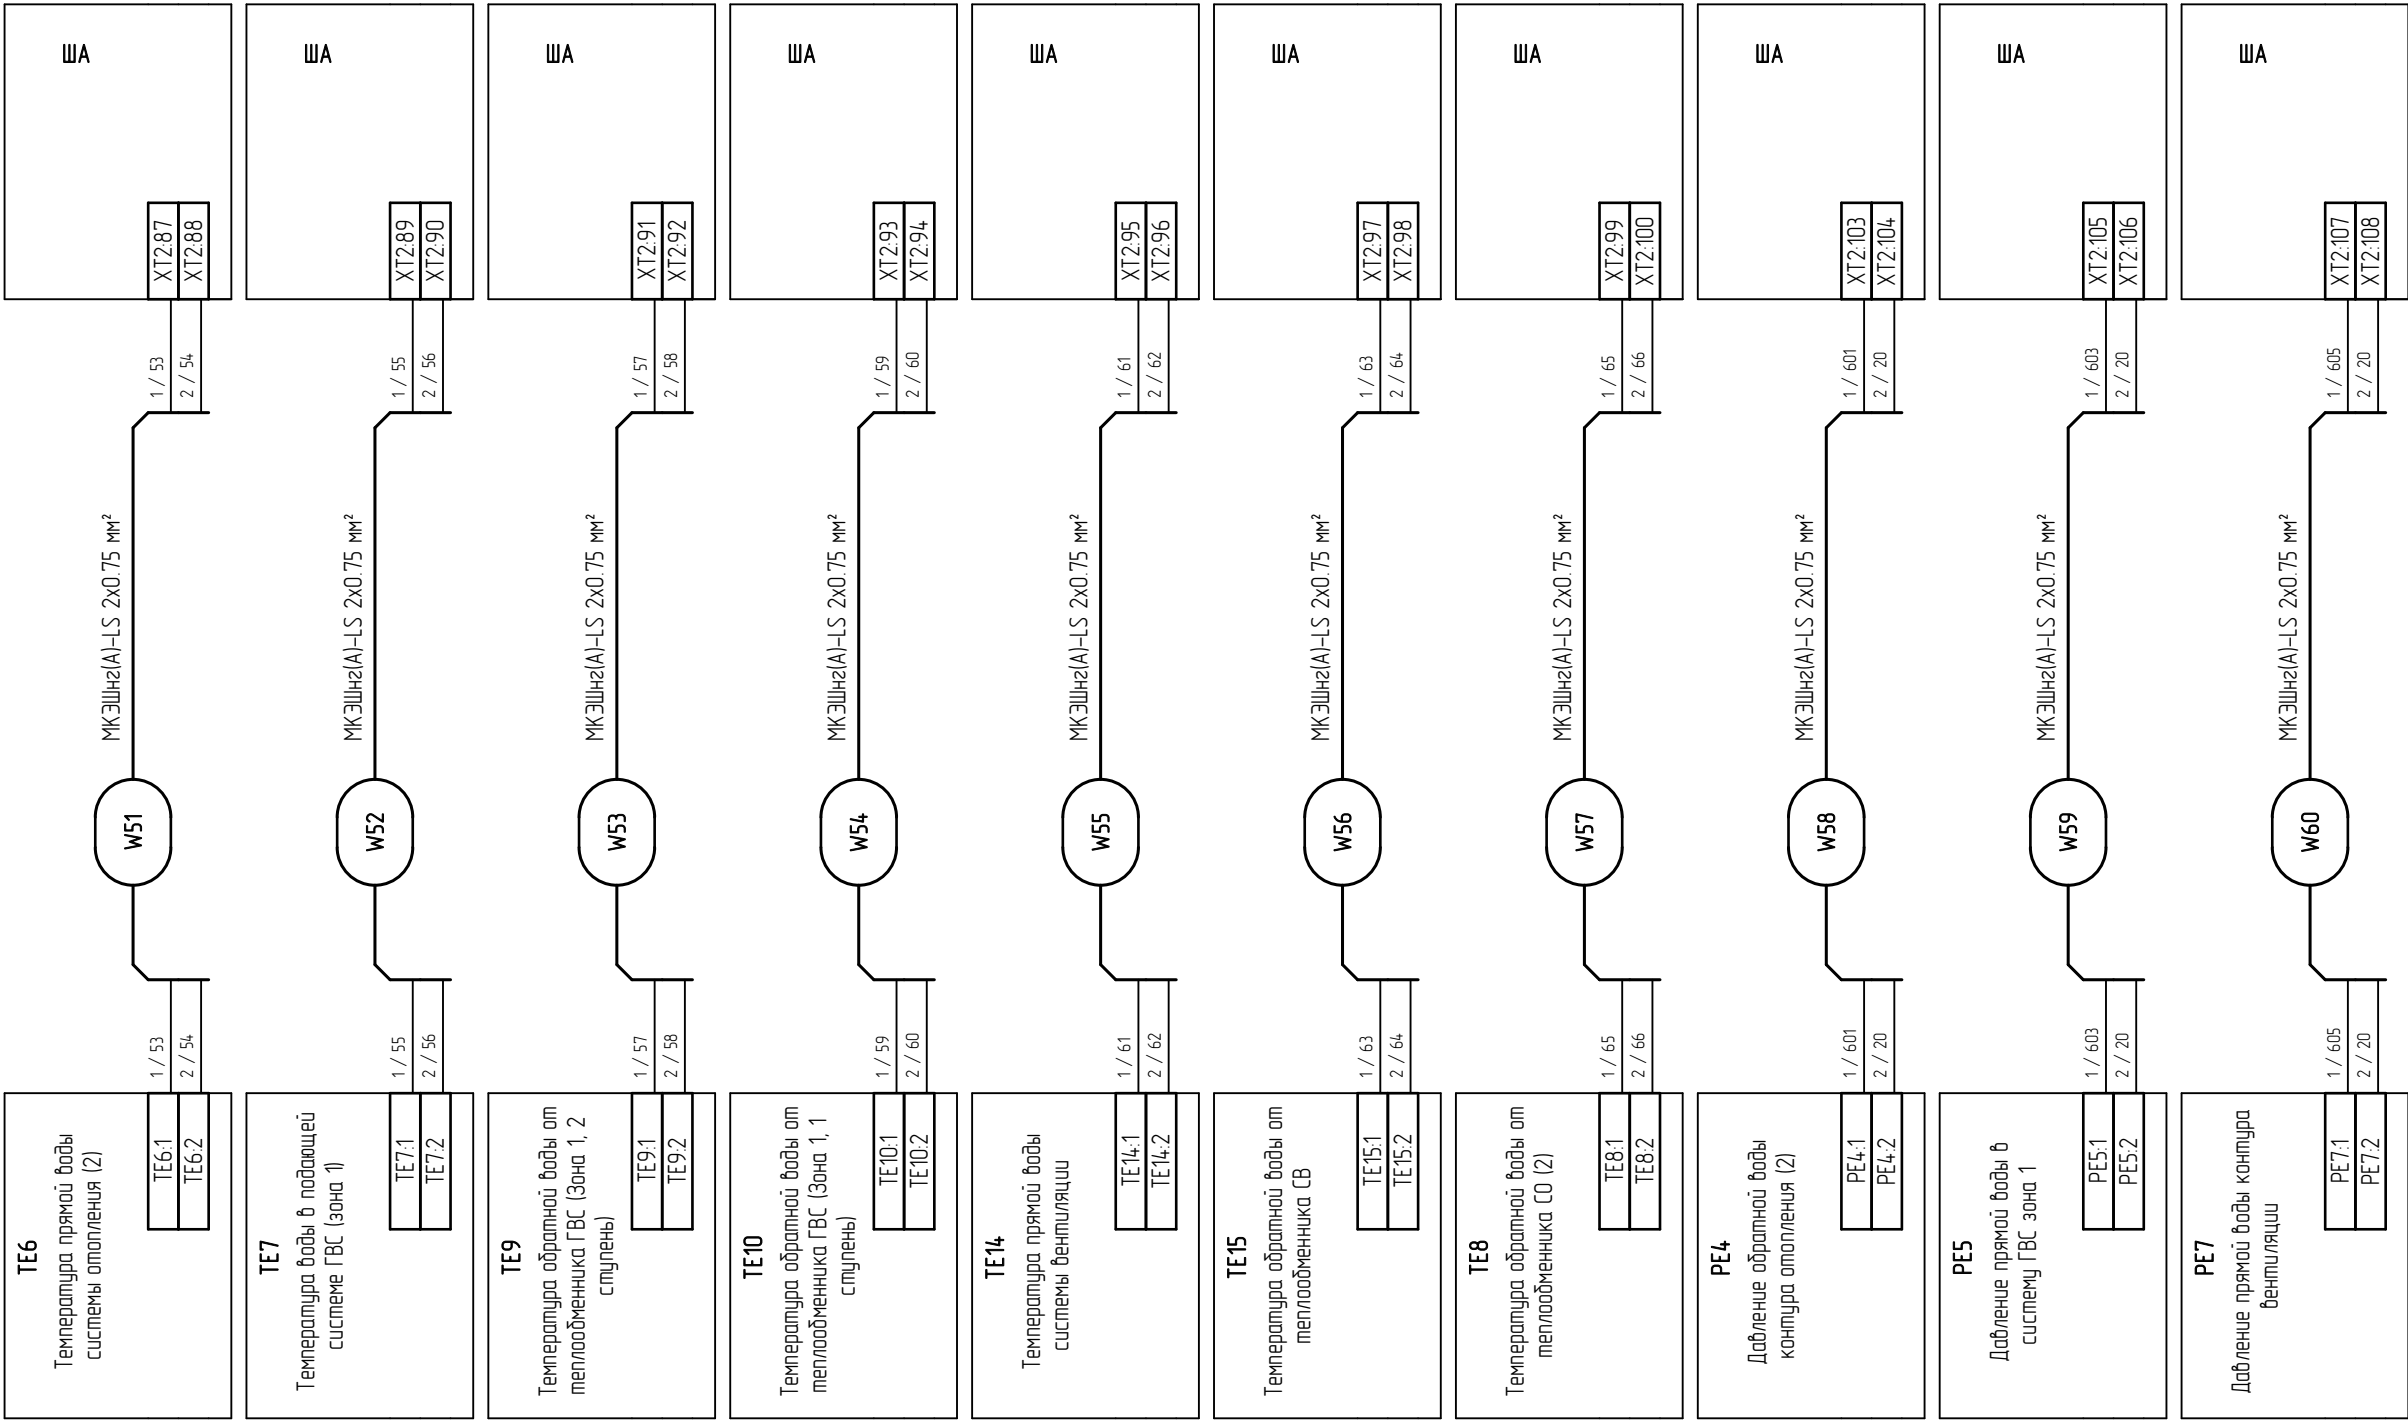 TE6
Температура прямой воды
системы отопления (2)
TE6:1
TE6:2
1 / 53
2 / 54
W51
МКЭШнг(А)-LS 2x0.75 мм²
1 / 53
2 / 54
XT2:87
XT2:88
ША
TE7
Температура воды в подающей
системе ГВС (зона 1)
TE7:1
TE7:2
1 / 55
2 / 56
W52
МКЭШнг(А)-LS 2x0.75 мм²
1 / 55
2 / 56
XT2:89
XT2:90
ША
TE9
Температура обратной воды от
теплообменника ГВС (Зона 1, 2
ступень)
TE9:1
TE9:2
1 / 57
2 / 58
W53
МКЭШнг(А)-LS 2x0.75 мм²
1 / 57
2 / 58
XT2:91
XT2:92
ША
TE10
Температура обратной воды от
теплообменника ГВС (Зона 1, 1
ступень)
TE10:1
TE10:2
1 / 59
2 / 60
W54
МКЭШнг(А)-LS 2x0.75 мм²
1 / 59
2 / 60
XT2:93
XT2:94
ША
TE14
Температура прямой воды
системы вентиляции
TE14:1
TE14:2
1 / 61
2 / 62
W55
МКЭШнг(А)-LS 2x0.75 мм²
1 / 61
2 / 62
XT2:95
XT2:96
ША
TE15
Температура обратной воды от
теплообменника СВ
TE15:1
TE15:2
1 / 63
2 / 64
W56
МКЭШнг(А)-LS 2x0.75 мм²
1 / 63
2 / 64
XT2:97
XT2:98
ША
TE8
Температура обратной воды от
теплообменника СО (2)
TE8:1
TE8:2
1 / 65
2 / 66
W57
МКЭШнг(А)-LS 2x0.75 мм²
1 / 65
2 / 66
XT2:99
XT2:100
ША
PE4
Давление обратной воды
контура отопления (2)
PE4:1
PE4:2
1 / 601
2 / 20
W58
МКЭШнг(А)-LS 2x0.75 мм²
1 / 601
2 / 20
XT2:103
XT2:104
ША
PE5
Давление прямой воды в
систему ГВС зона 1
PE5:1
PE5:2
1 / 603
2 / 20
W59
МКЭШнг(А)-LS 2x0.75 мм²
1 / 603
2 / 20
XT2:105
XT2:106
ША
PE7
Давление прямой воды контура
вентиляции
PE7:1
PE7:2
1 / 605
2 / 20
W60
МКЭШнг(А)-LS 2x0.75 мм²
1 / 605
2 / 20
XT2:107
XT2:108
ША